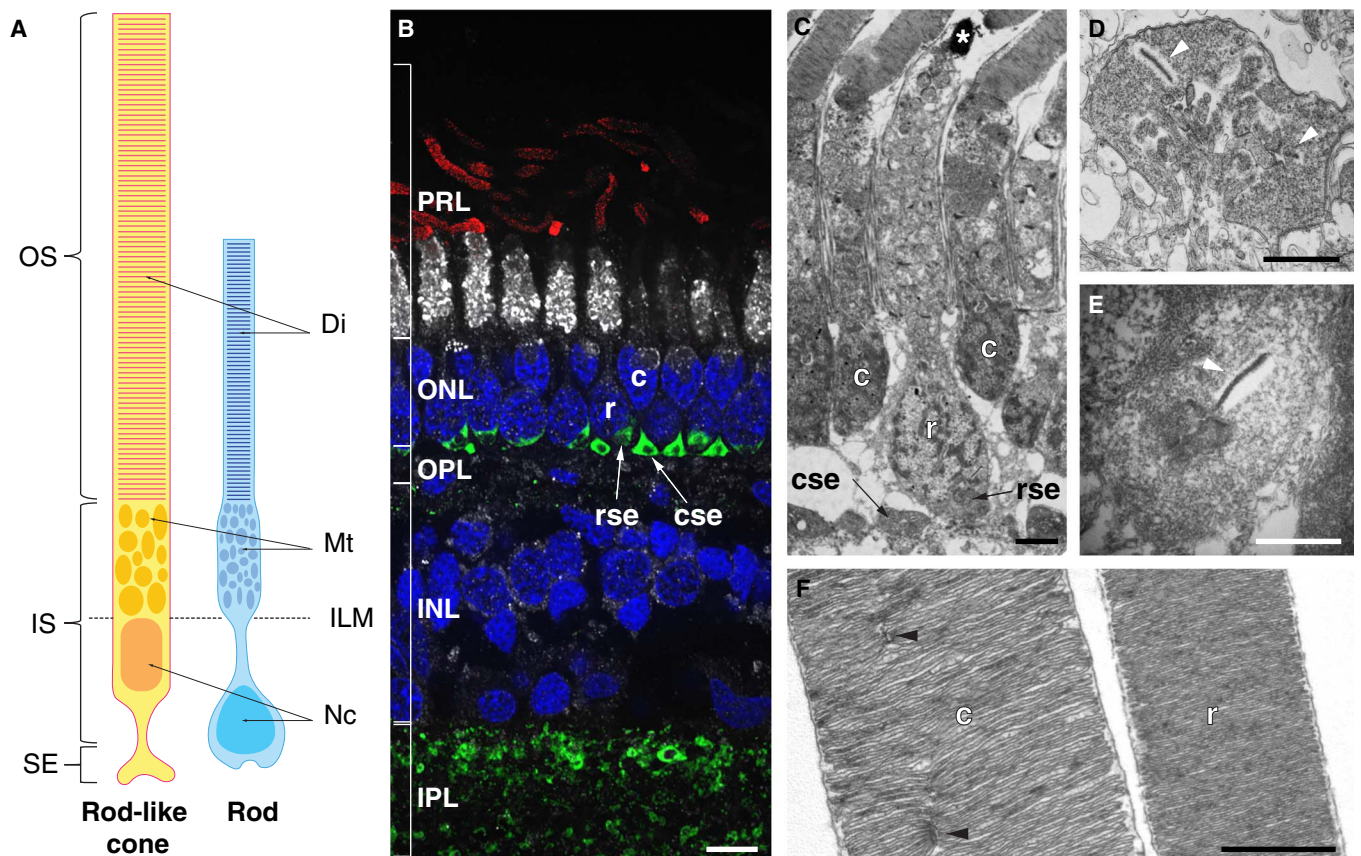 A
OS
Di
Mt
IS
ILM
Nc
SE
Rod-like
cone
Rod
B
PRL
ONL
c
r
OPL
rse
cse
INL
IPL
C
*
c
c
r
cse
rse
D
E
F
c
r